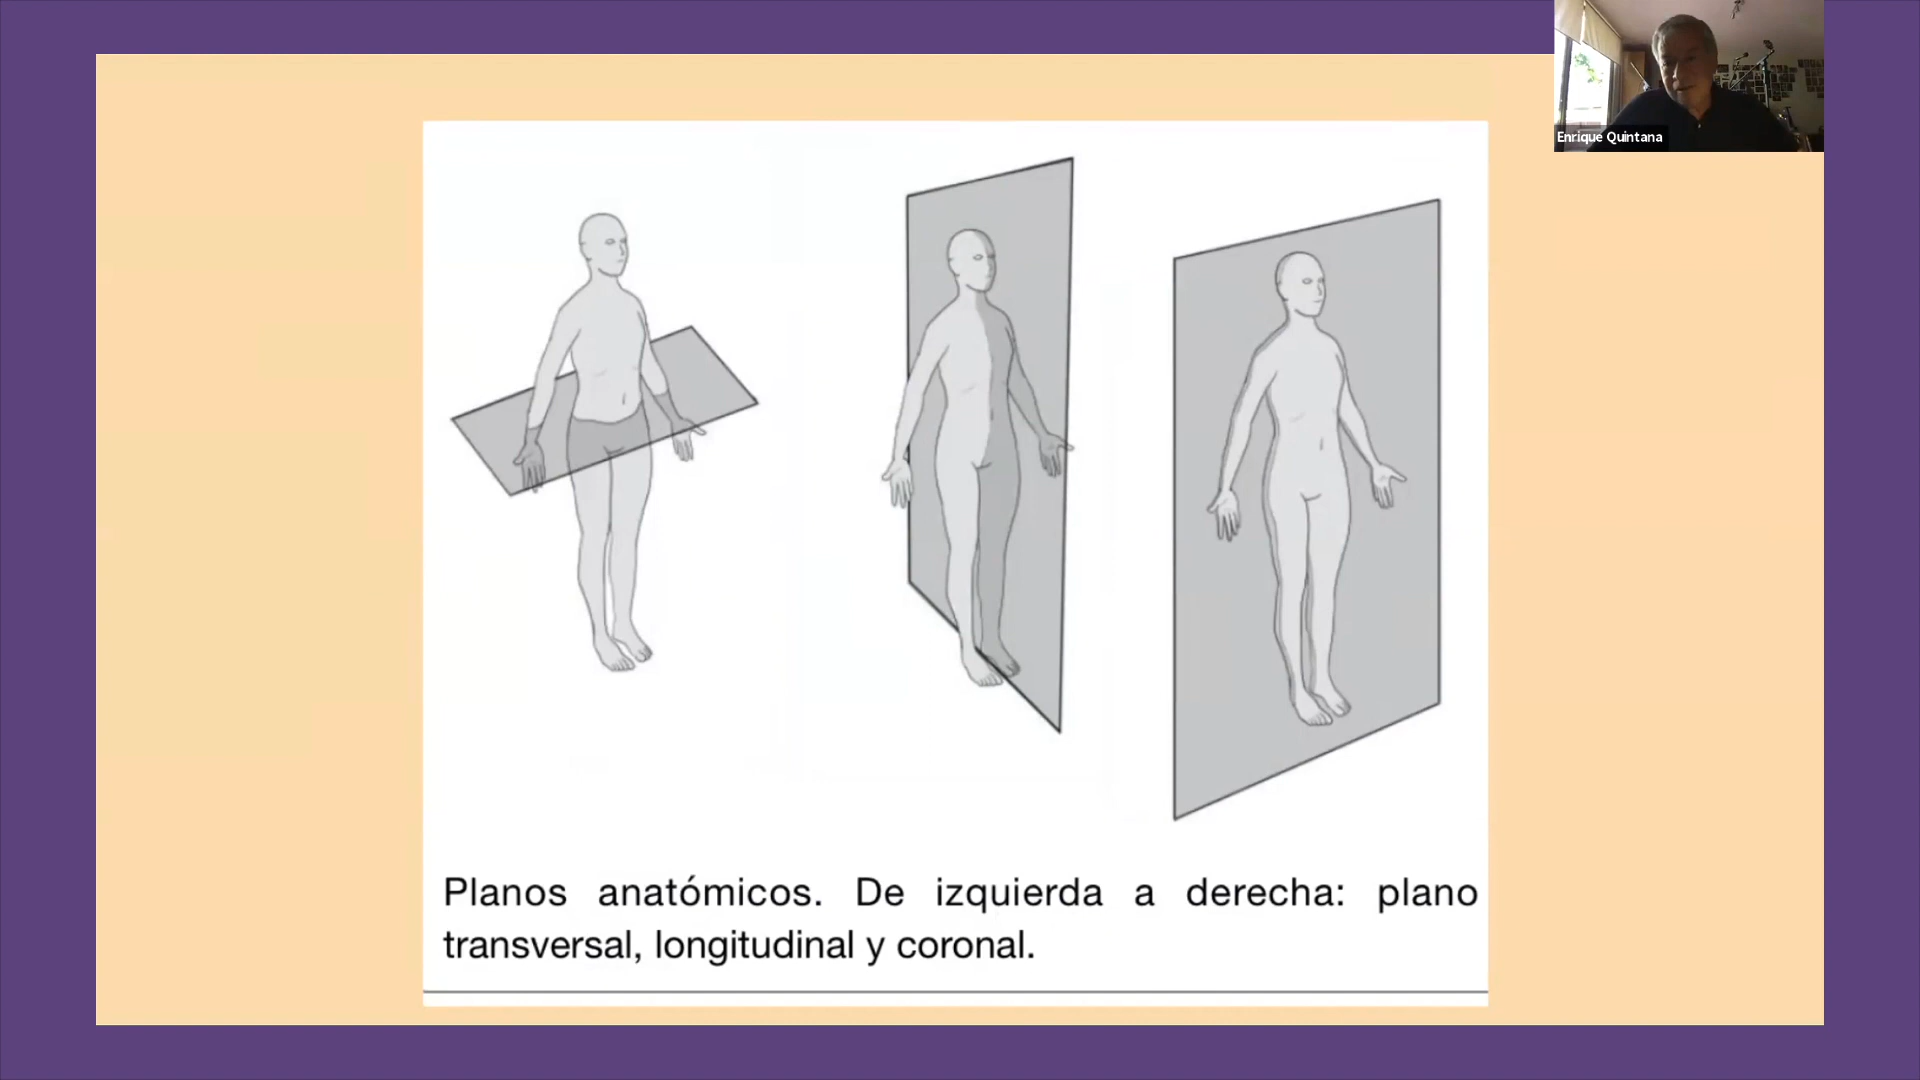 Enrique Quintana
Planos anatómicos. De izquierda a derecha: plano
transversal, longitudinal y coronal.